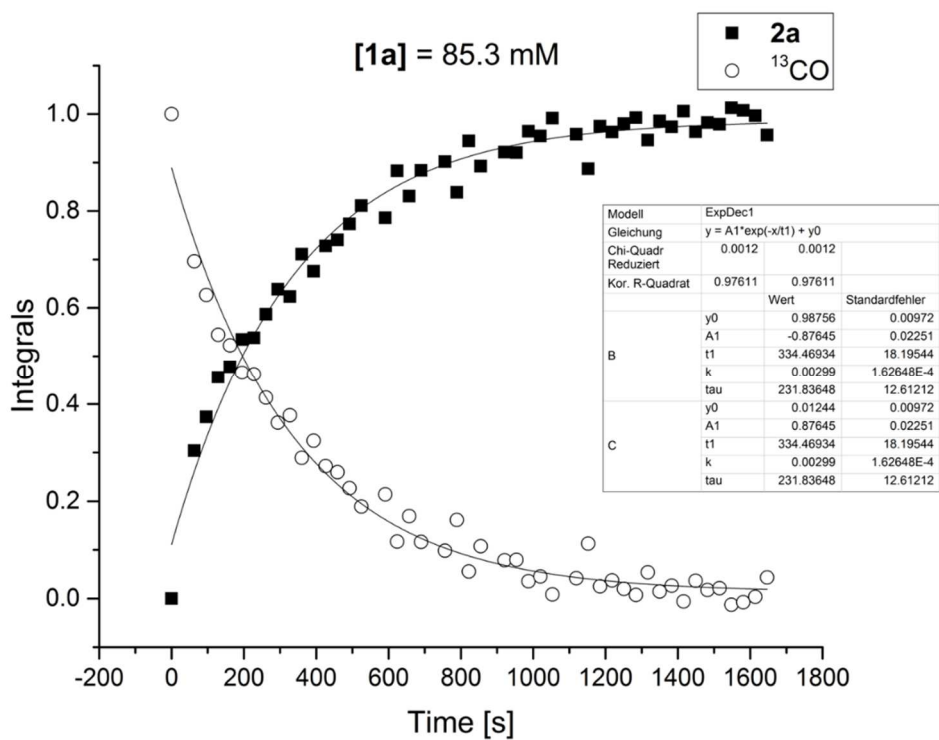 [1a] = 85.3 mM
2a
13CO
Integrals
1.0
0.8
0.6
0.4
0.2
0.0
-200 0 200 400 600 800 1000 1200 1400 1600 1800
Time [s]
Modell ExpDec1
Gleichung y = A1*exp(-x/t1) + y0
Chi-Quadr Reduziert 0.0012 0.0012
Kor. R-Quadrat 0.97611 0.97611
Wert Standardfehler
B
y0 0.98756 0.00972
A1 -0.87645 0.02251
t1 334.46934 18.19544
k 0.00299 1.62648E-4
tau 231.83648 12.61212
C
y0 0.01244 0.00972
A1 0.87645 0.02251
t1 334.46934 18.19544
k 0.00299 1.62648E-4
tau 231.83648 12.61212